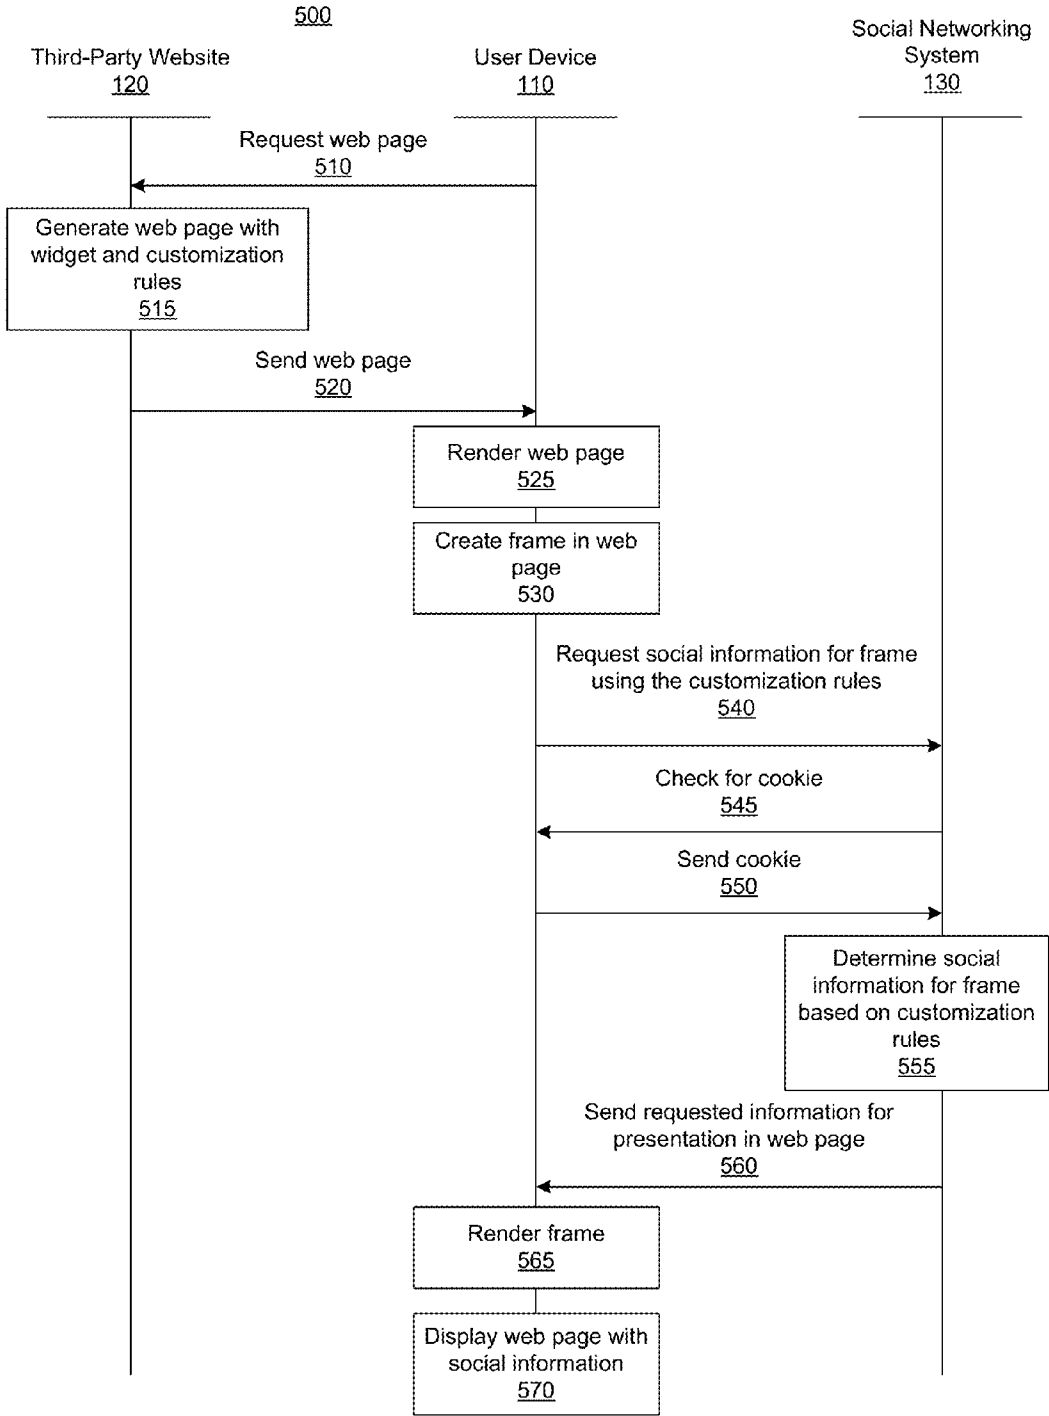 500
Third-Party Website
120
User Device
110
Social Networking
System
130
Request web page
510
Generate web page with
widget and customization
rules
515
Send web page
520
Render web page
525
Create frame in web
page
530
Request social information for frame
using the customization rules
540
Check for cookie
545
Send cookie
550
Determine social
information for frame
based on customization
rules
555
Send requested information for
presentation in web page
560
Render frame
565
Display web page with
social information
570